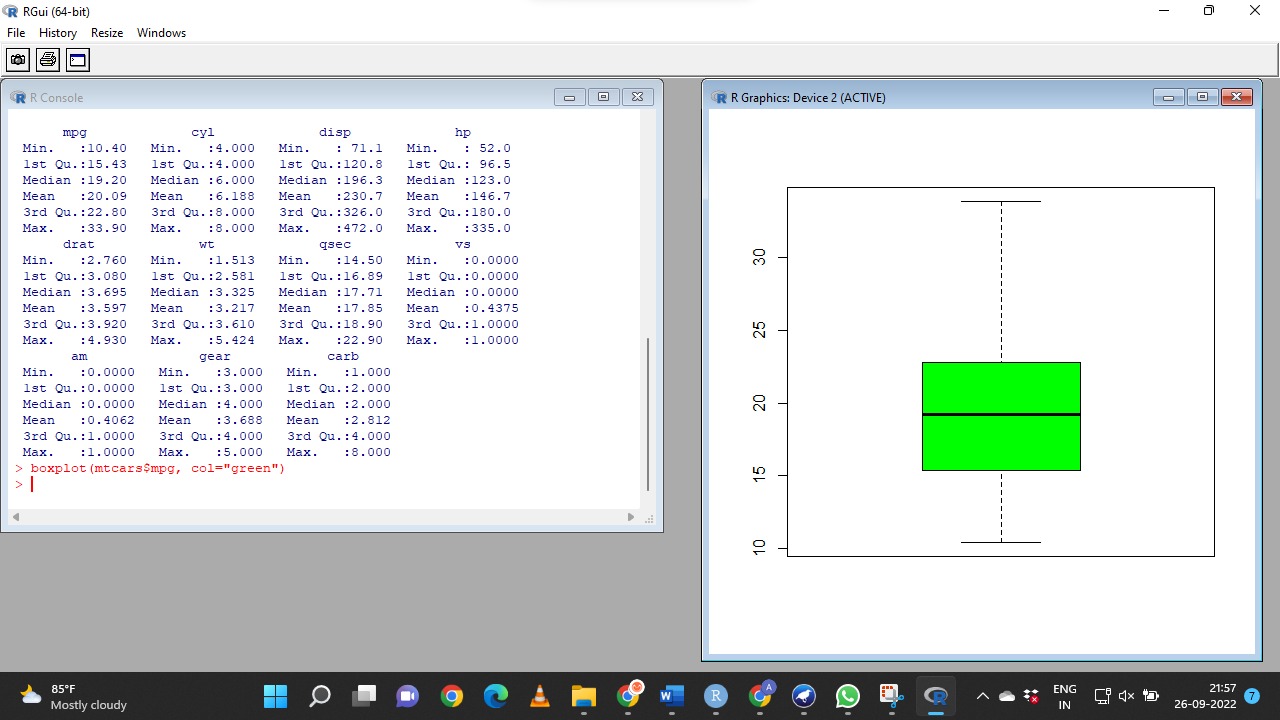 RGui (64-bit)
File History Resize Windows
R Console
mpg cyl disp hp
Min. :10.40 Min. :4.000 Min. : 71.1 Min. : 52.0
1st Qu.:15.43 1st Qu.:4.000 1st Qu.:120.8 1st Qu.: 96.5
Median :19.20 Median :6.000 Median :196.3 Median :123.0
Mean :20.09 Mean :6.188 Mean :230.7 Mean :146.7
3rd Qu.:22.80 3rd Qu.:8.000 3rd Qu.:326.0 3rd Qu.:180.0
Max. :33.90 Max. :8.000 Max. :472.0 Max. :335.0
drat wt qsec vs
Min. :2.760 Min. :1.513 Min. :14.50 Min. :0.0000
1st Qu.:3.080 1st Qu.:2.581 1st Qu.:16.89 1st Qu.:0.0000
Median :3.695 Median :3.325 Median :17.71 Median :0.0000
Mean :3.597 Mean :3.217 Mean :17.85 Mean :0.4375
3rd Qu.:3.920 3rd Qu.:3.610 3rd Qu.:18.90 3rd Qu.:1.0000
Max. :4.930 Max. :5.424 Max. :22.90 Max. :1.0000
am gear carb
Min. :0.0000 Min. :3.000 Min. :1.000
1st Qu.:0.0000 1st Qu.:3.000 1st Qu.:2.000
Median :0.0000 Median :4.000 Median :2.000
Mean :0.4062 Mean :3.688 Mean :2.812
3rd Qu.:1.0000 3rd Qu.:4.000 3rd Qu.:4.000
Max. :1.0000 Max. :5.000 Max. :8.000
> boxplot(mtcars$mpg, col="green")
>
R Graphics: Device 2 (ACTIVE)
30
25
20
15
10
85°F
Mostly cloudy
ENG
IN
21:57
26-09-2022
7